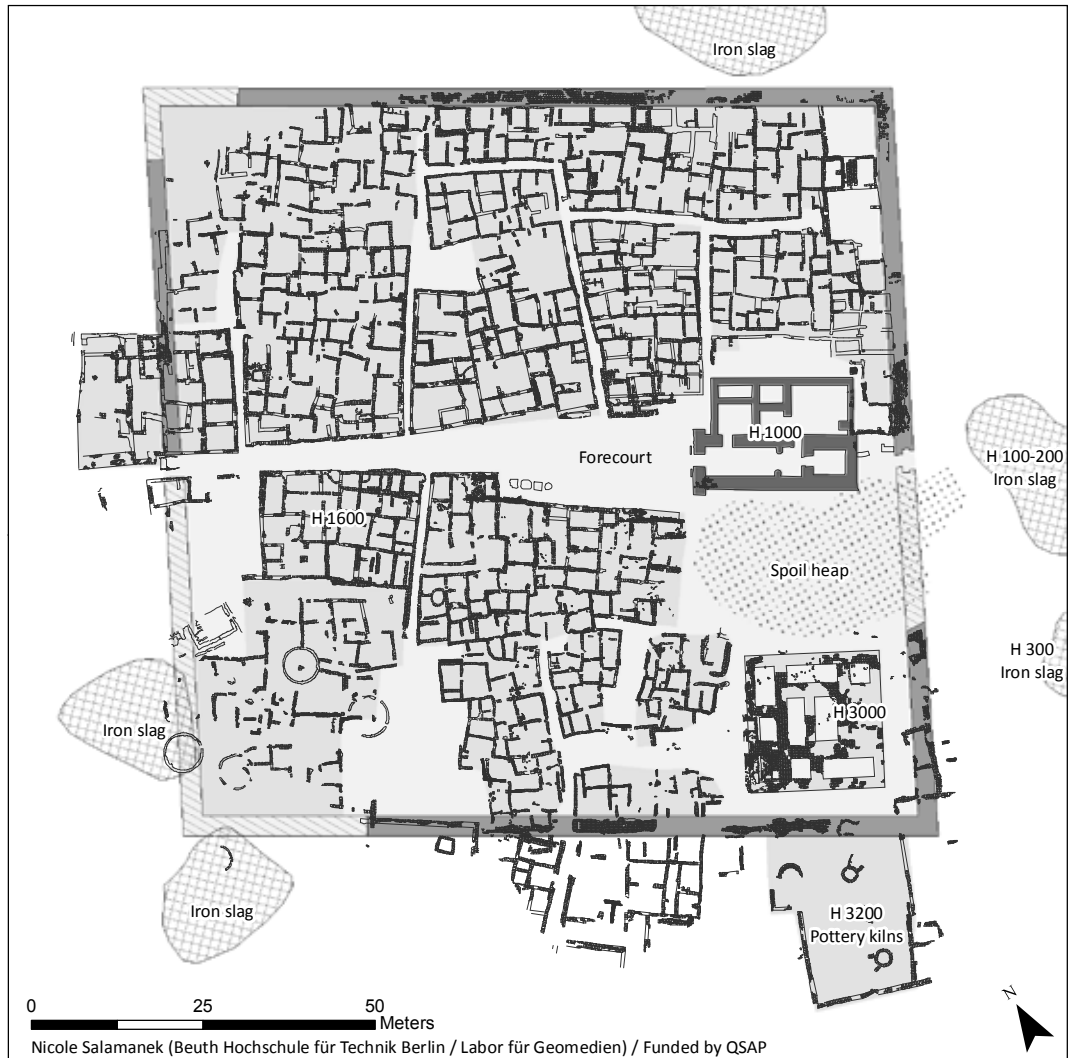 Iron slag
H 1000
Forecourt
H 100-200
Iron slag
H 1600
Spoil heap
H 300
Iron slag
H 3000
Iron slag
Iron slag
H 3200
Pottery kilns
N
0 25 50
Meters
Nicole Salamanek (Beuth Hochschule für Technik Berlin / Labor für Geomedien) / Funded by QSAP